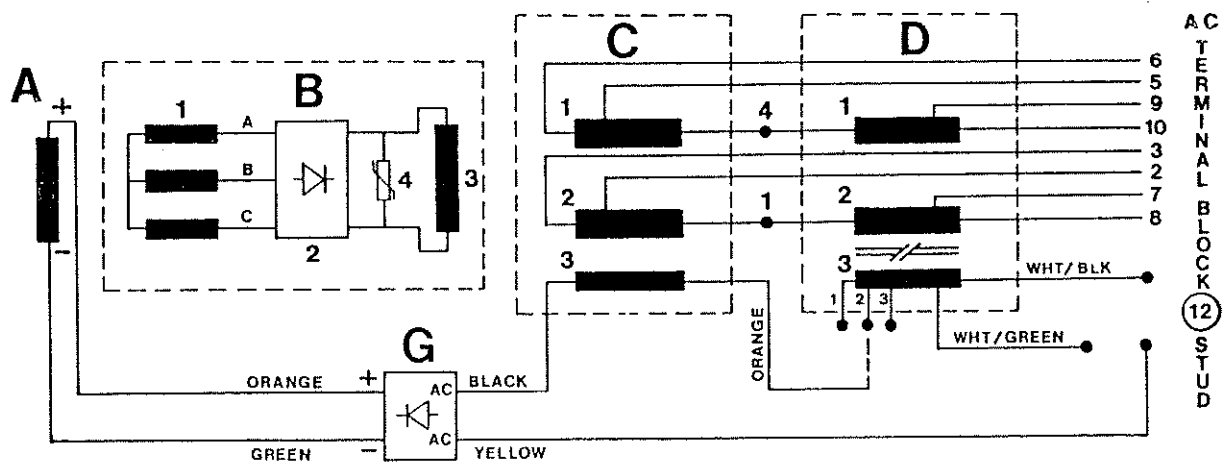 A
+
−
B
1
A
B
C
2
4
3
C
1
2
3
4
1
ORANGE
D
1
2
3
1 2 3
WHT/BLK
WHT/GREEN
6
5
9
10
3
2
7
8
AC TERMINAL BLOCK
12
STUD
G
ORANGE
+
AC
BLACK
GREEN
−
AC
YELLOW